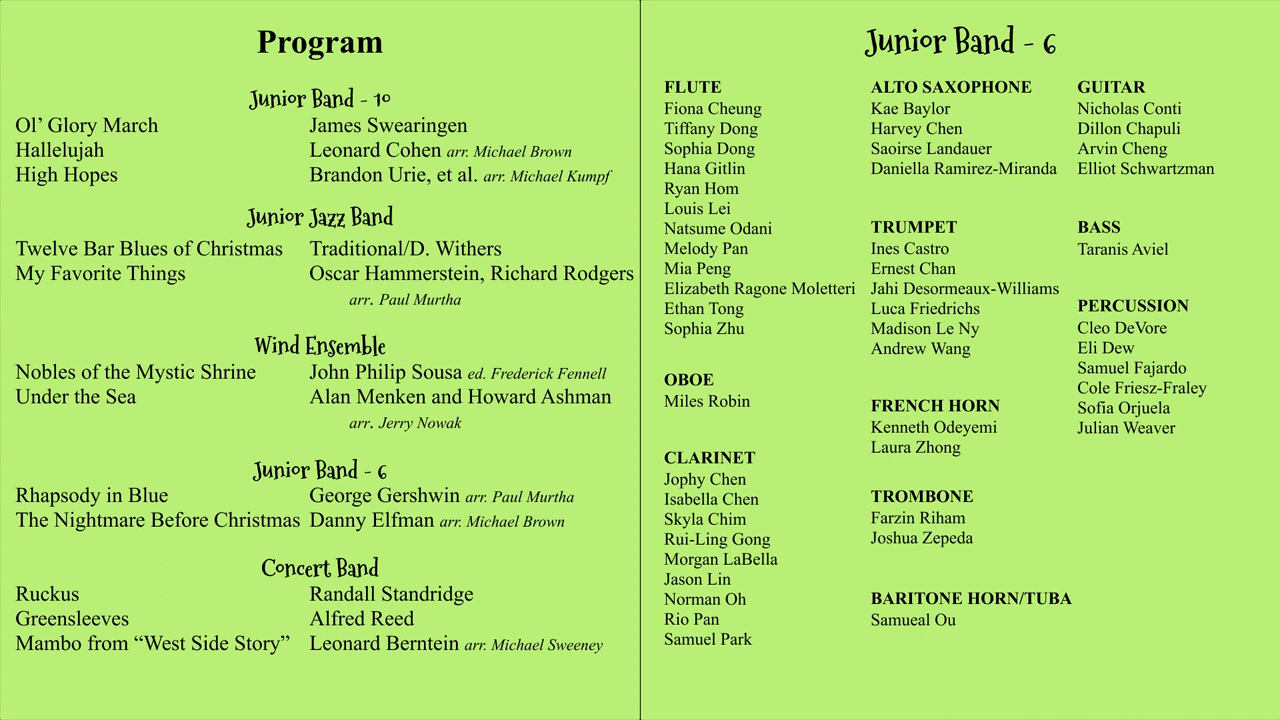 Program
Junior Band - 10
Ol' Glory March James Swearingen
Hallelujah Leonard Cohen arr. Michael Brown
High Hopes Brandon Urie, et al. arr. Michael Kumpf
Junior Jazz Band
Twelve Bar Blues of Christmas Traditional/D. Withers
My Favorite Things Oscar Hammerstein, Richard Rodgers
arr. Paul Murtha
Wind Ensemble
Nobles of the Mystic Shrine John Philip Sousa ed. Frederick Fennell
Under the Sea Alan Menken and Howard Ashman
arr. Jerry Nowak
Junior Band - 6
Rhapsody in Blue George Gershwin arr. Paul Murtha
The Nightmare Before Christmas Danny Elfman arr. Michael Brown
Concert Band
Ruckus Randall Standridge
Greensleeves Alfred Reed
Mambo from “West Side Story” Leonard Berntein arr. Michael Sweeney
Junior Band - 6
FLUTE
Fiona Cheung
Tiffany Dong
Sophia Dong
Hana Gitlin
Ryan Hom
Louis Lei
Natsume Odani
Melody Pan
Mia Peng
Elizabeth Ragone Moletteri
Ethan Tong
Sophia Zhu
OBOE
Miles Robin
CLARINET
Jophy Chen
Isabella Chen
Skyla Chim
Rui-Ling Gong
Morgan LaBella
Jason Lin
Norman Oh
Rio Pan
Samuel Park
ALTO SAXOPHONE
Kae Baylor
Harvey Chen
Saoirse Landauer
Daniella Ramirez-Miranda
TRUMPET
Ines Castro
Ernest Chan
Jahi Desormeaux-Williams
Luca Friedrichs
Madison Le Ny
Andrew Wang
FRENCH HORN
Kenneth Odeyemi
Laura Zhong
TROMBONE
Farzin Riham
Joshua Zepeda
BARITONE HORN/TUBA
Samueal Ou
GUITAR
Nicholas Conti
Dillon Chapuli
Arvin Cheng
Elliot Schwartzman
BASS
Taranis Aviel
PERCUSSION
Cleo DeVore
Eli Dew
Samuel Fajardo
Cole Friesz-Fraley
Sofia Orjuela
Julian Weaver